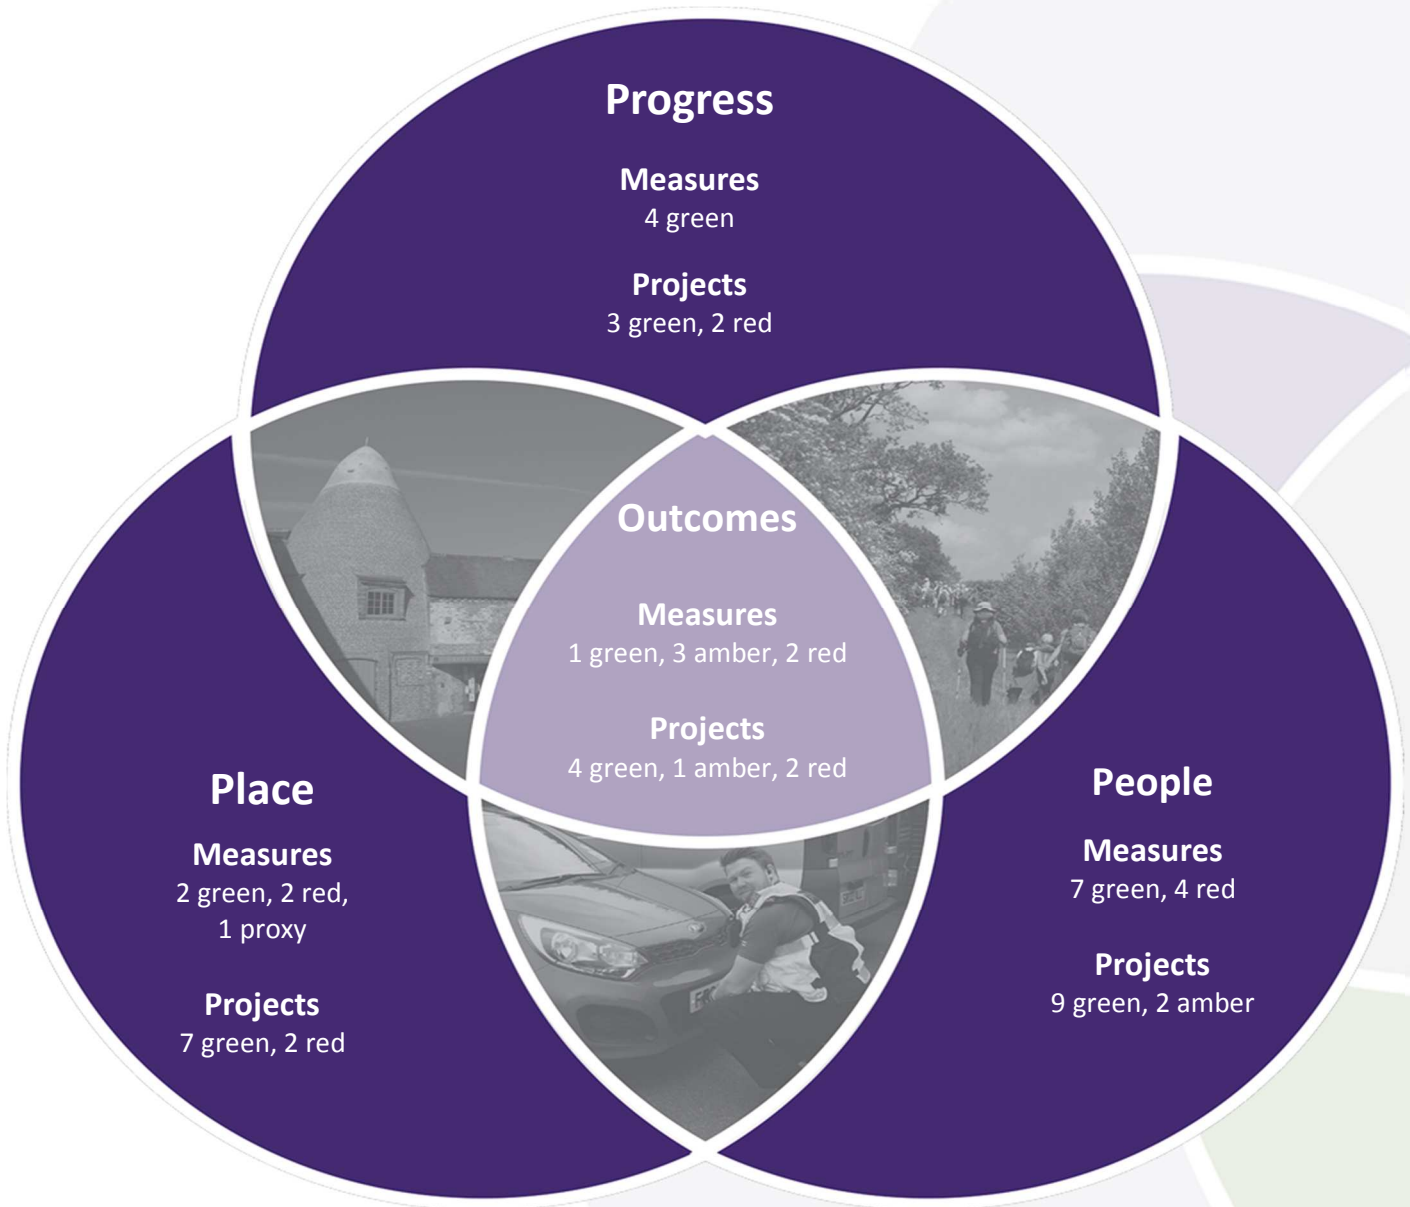 Progress
Measures
4 green
Projects
3 green, 2 red
Outcomes
Measures
1 green, 3 amber, 2 red
Projects
4 green, 1 amber, 2 red
Place
Measures
2 green, 2 red,
1 proxy
Projects
7 green, 2 red
People
Measures
7 green, 4 red
Projects
9 green, 2 amber